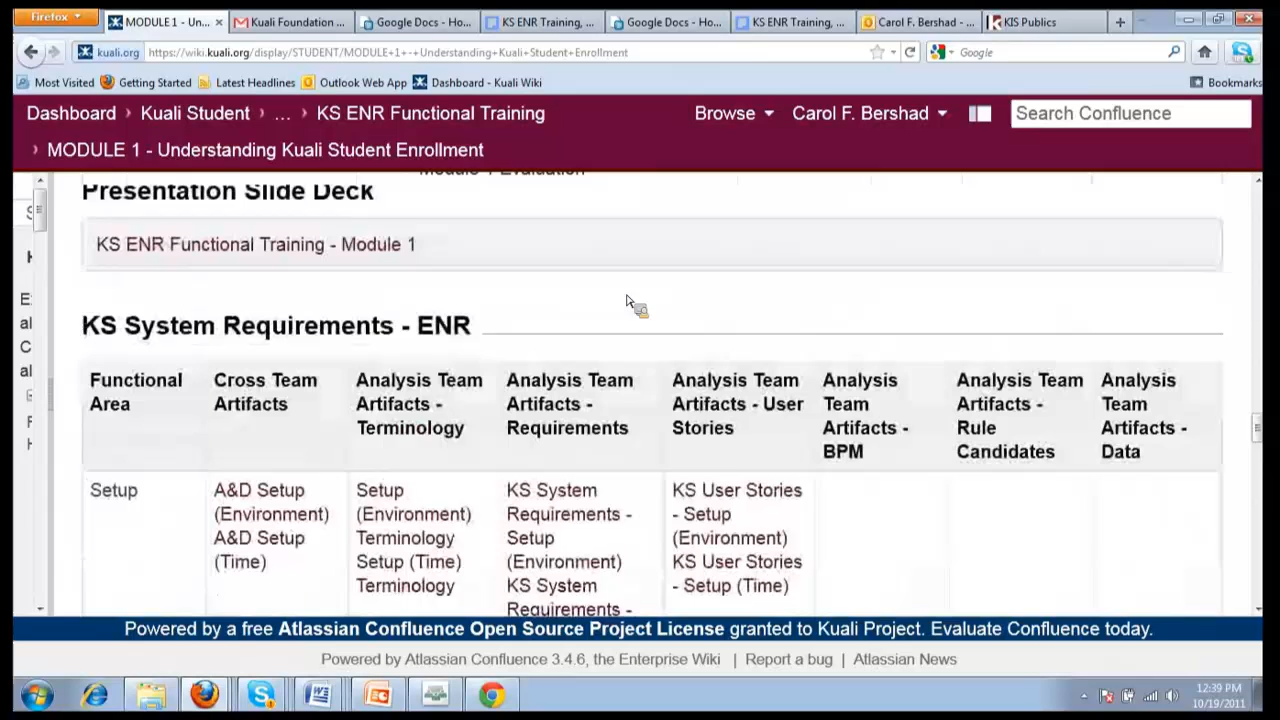 Firefox
MODULE 1 - Un...
Kuali Foundation ...
Google Docs - Ho...
KS ENR Training, ...
Google Docs - Ho...
KS ENR Training, ...
Carol F. Bershad - ...
KIS Publics
kuali.org
https://wiki.kuali.org/display/STUDENT/MODULE+1+-+Understanding+Kuali+Student+Enrollment
Google
Most Visited
Getting Started
Latest Headlines
Outlook Web App
Dashboard - Kuali Wiki
Bookmarks
Dashboard › Kuali Student › ... › KS ENR Functional Training
Browse
Carol F. Bershad
Search Confluence
› MODULE 1 - Understanding Kuali Student Enrollment
Module 1 Evaluation
Presentation Slide Deck
KS ENR Functional Training - Module 1
KS System Requirements - ENR
Functional
Area
Cross Team
Artifacts
Analysis Team
Artifacts -
Terminology
Analysis Team
Artifacts -
Requirements
Analysis Team
Artifacts - User
Stories
Analysis
Team
Artifacts -
BPM
Analysis Team
Artifacts -
Rule
Candidates
Analysis
Team
Artifacts -
Data
Setup
A&D Setup
(Environment)
A&D Setup
(Time)
Setup
(Environment)
Terminology
Setup (Time)
Terminology
KS System
Requirements -
Setup
(Environment)
KS System
Requirements -
KS User Stories
- Setup
(Environment)
KS User Stories
- Setup (Time)
Powered by a free Atlassian Confluence Open Source Project License granted to Kuali Project. Evaluate Confluence today.
Powered by Atlassian Confluence 3.4.6, the Enterprise Wiki | Report a bug | Atlassian News
12:39 PM
10/19/2011